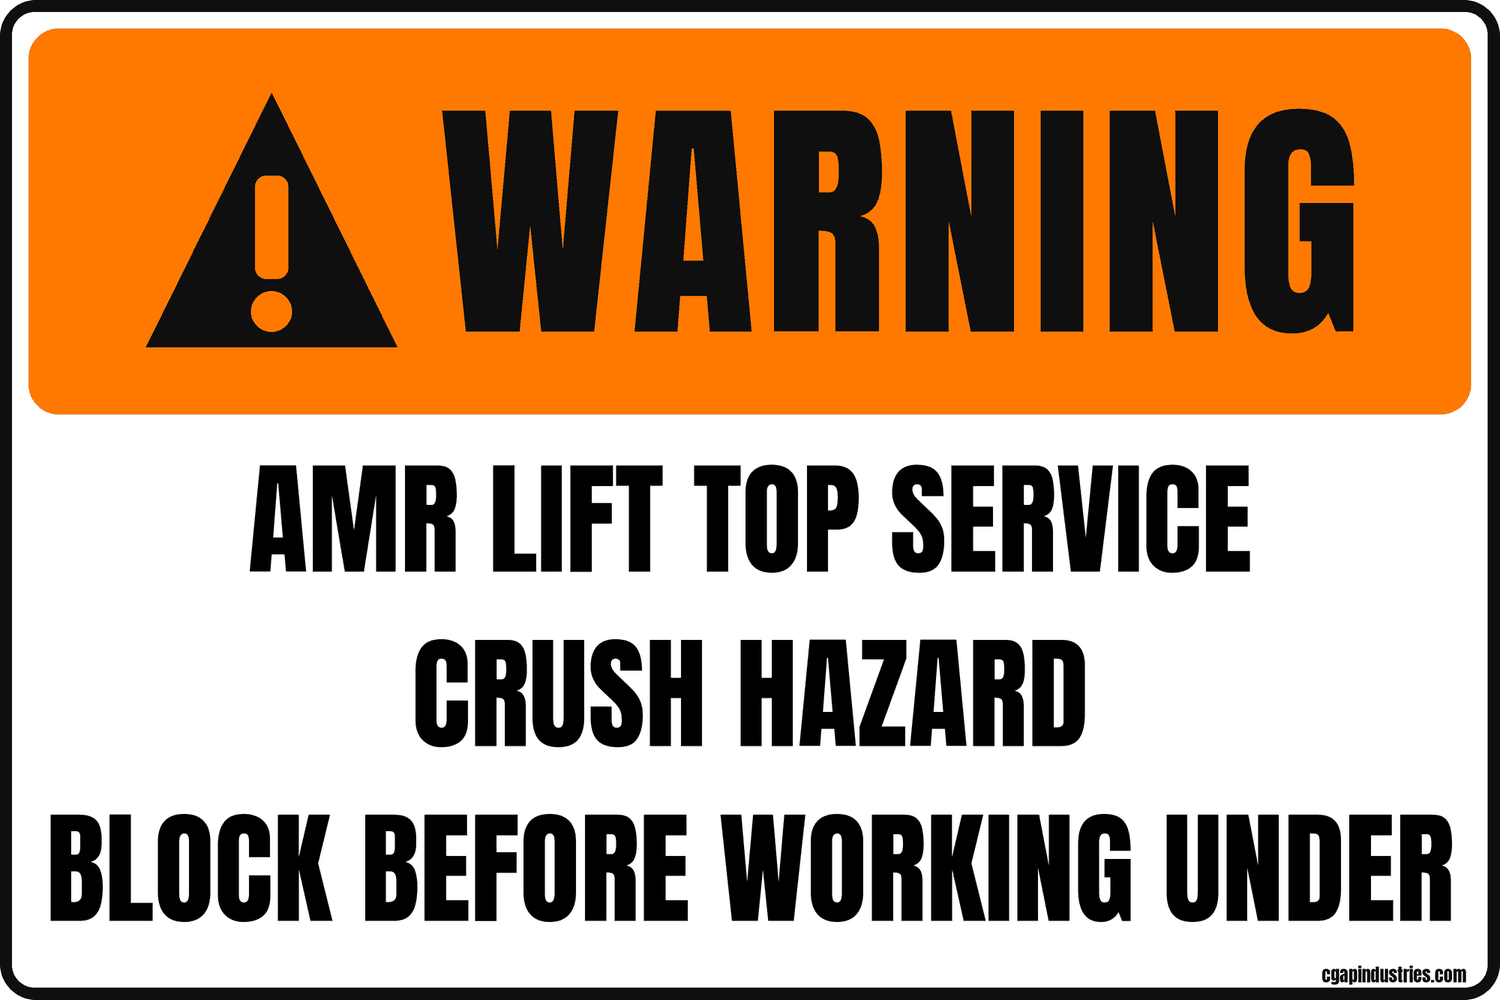 WARNING
AMR LIFT TOP SERVICE
CRUSH HAZARD
BLOCK BEFORE WORKING UNDER
cgapindustries.com